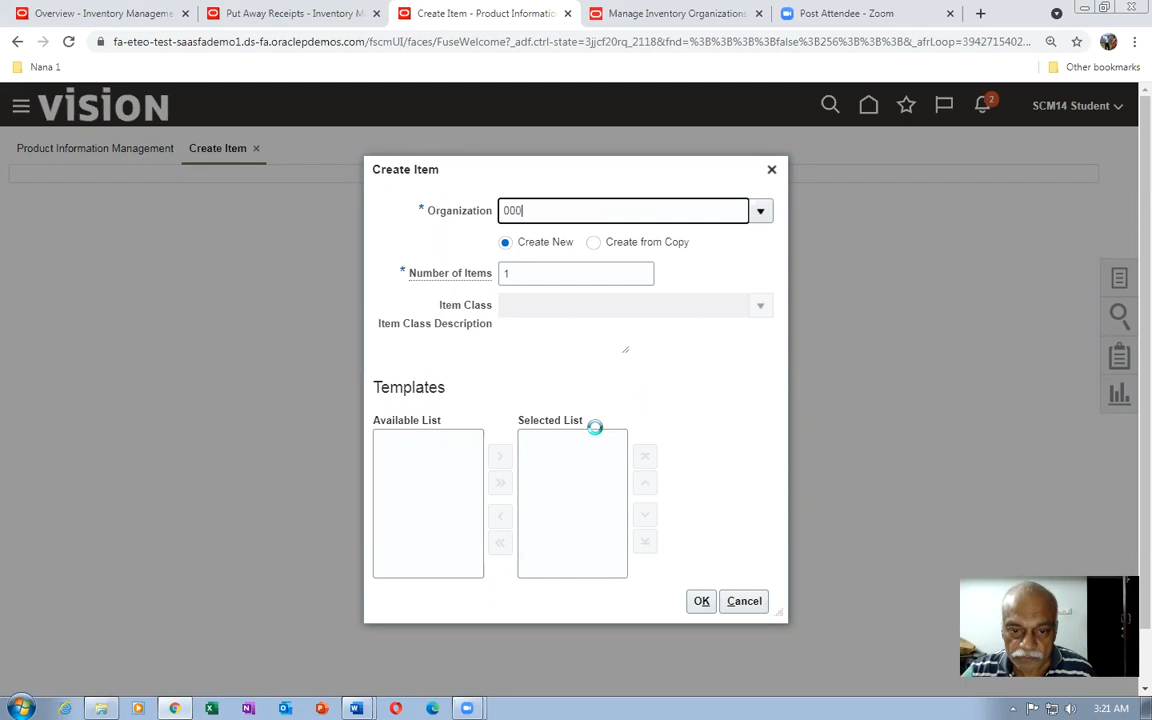 Overview - Inventory Manageme
Put Away Receipts - Inventory M
Create Item - Product Informatio
Manage Inventory Organizations
Post Attendee - Zoom
fa-eteo-test-saasfademo1.ds-fa.oraclepdemos.com/fscmUI/faces/FuseWelcome?_adf.ctrl-state=3jjcf20rq_2118&fnd=%3B%3B%3B%3Bfalse%3B256%3B%3B%3B&_afrLoop=3942715402...
Nana 1
Other bookmarks
VISION
2
SCM14 Student
Product Information Management
Create Item
Create Item
* Organization
000
Create New
Create from Copy
* Number of Items
1
Item Class
Item Class Description
Templates
Available List
Selected List
OK
Cancel
3:21 AM